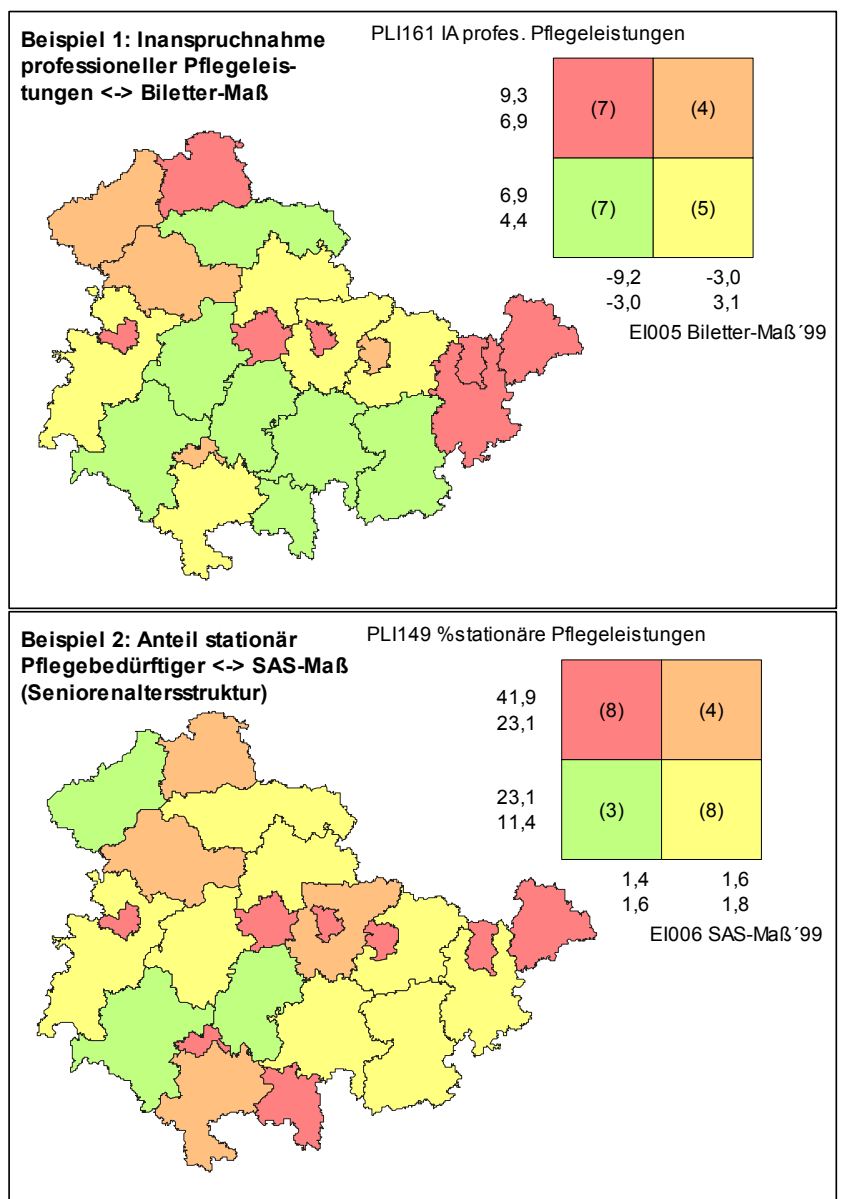 Beispiel 1: Inanspruchnahme
professioneller Pflegeleis-
tungen <-> Biletter-Maß
PLI161 IA profes. Pflegeleistungen
9,3
6,9
(7)
(4)
6,9
4,4
(7)
(5)
-9,2
-3,0
-3,0
3,1
EI005 Biletter-Maß´99
Beispiel 2: Anteil stationär
Pflegebedürftiger <-> SAS-Maß
(Seniorenaltersstruktur)
PLI149 %stationäre Pflegeleistungen
41,9
23,1
(8)
(4)
23,1
11,4
(3)
(8)
1,4
1,6
1,6
1,8
EI006 SAS-Maß´99